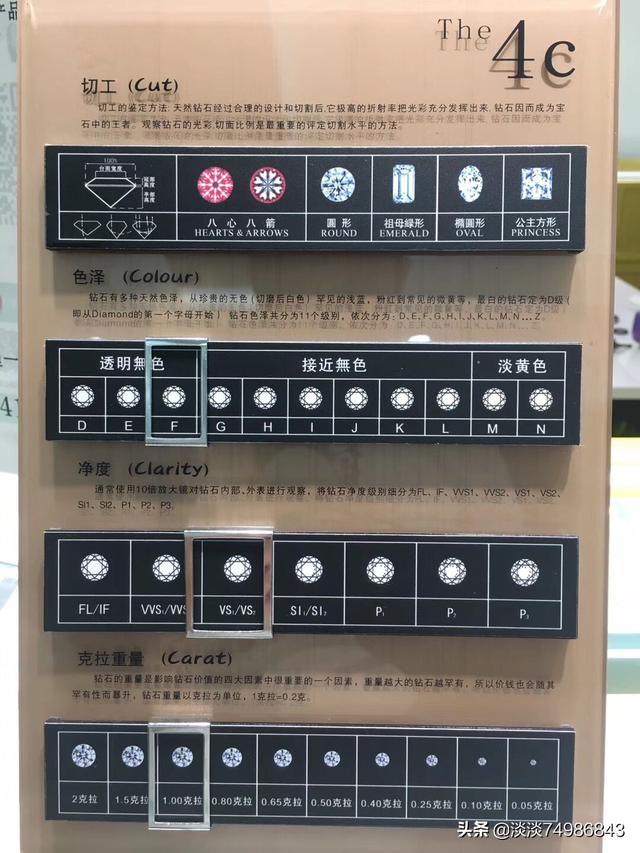 产品
The
4c
切工 (Cut)
切工的鉴定方法: 天然钻石经过合理的设计和切割后,它极高的折射率把光彩充分发挥出来,钻石因而成为宝
石中的王者。观察钻石的光彩,切面比例是最重要的评定切割水平的方法。
100%
台面宽度
八心八箭 圓形 祖母緑形 橢圓形 公主方形
HEARTS & ARROWS ROUND EMERALD OVAL PRINCESS
色泽 (Colour)
钻石有多种天然色泽，从珍贵的无色(切磨后白色) 罕见的浅蓝，粉红到常见的微黄等，最白的钻石定为D级(
即从Diamond的第一个字母开始) 钻石色泽共分为11个级别，依次分为: D、E、F、G、H、I、J、K、L、M、N...Z。
透明無色 接近無色 淡黄色
D E F G H I J K L M N
净度 (Clarity)
通常使用10倍放大镜对钻石内部、外表进行观察，将钻石净度级别细分为FL、IF、VVS1、VVS2、VS1、VS2、
SI1、SI2、P1、P2、P3。
FL/IF VVS₁/VVS VS₁/VS₂ SI₁/SI₂ P₁ P₂ P₃
克拉重量 (Carat)
钻石的重量是影响钻石价值的四大因素中很重要的一个因素，重量越大的钻石越罕有，所以价钱也会随其
罕有性而暴升，钻石重量以克拉为单位，1克拉=0.2克。
2克拉 1.5克拉 1.00克拉 0.80克拉 0.65克拉 0.50克拉 0.40克拉 0.25克拉 0.10克拉 0.05克拉
头条 @淡淡74986843